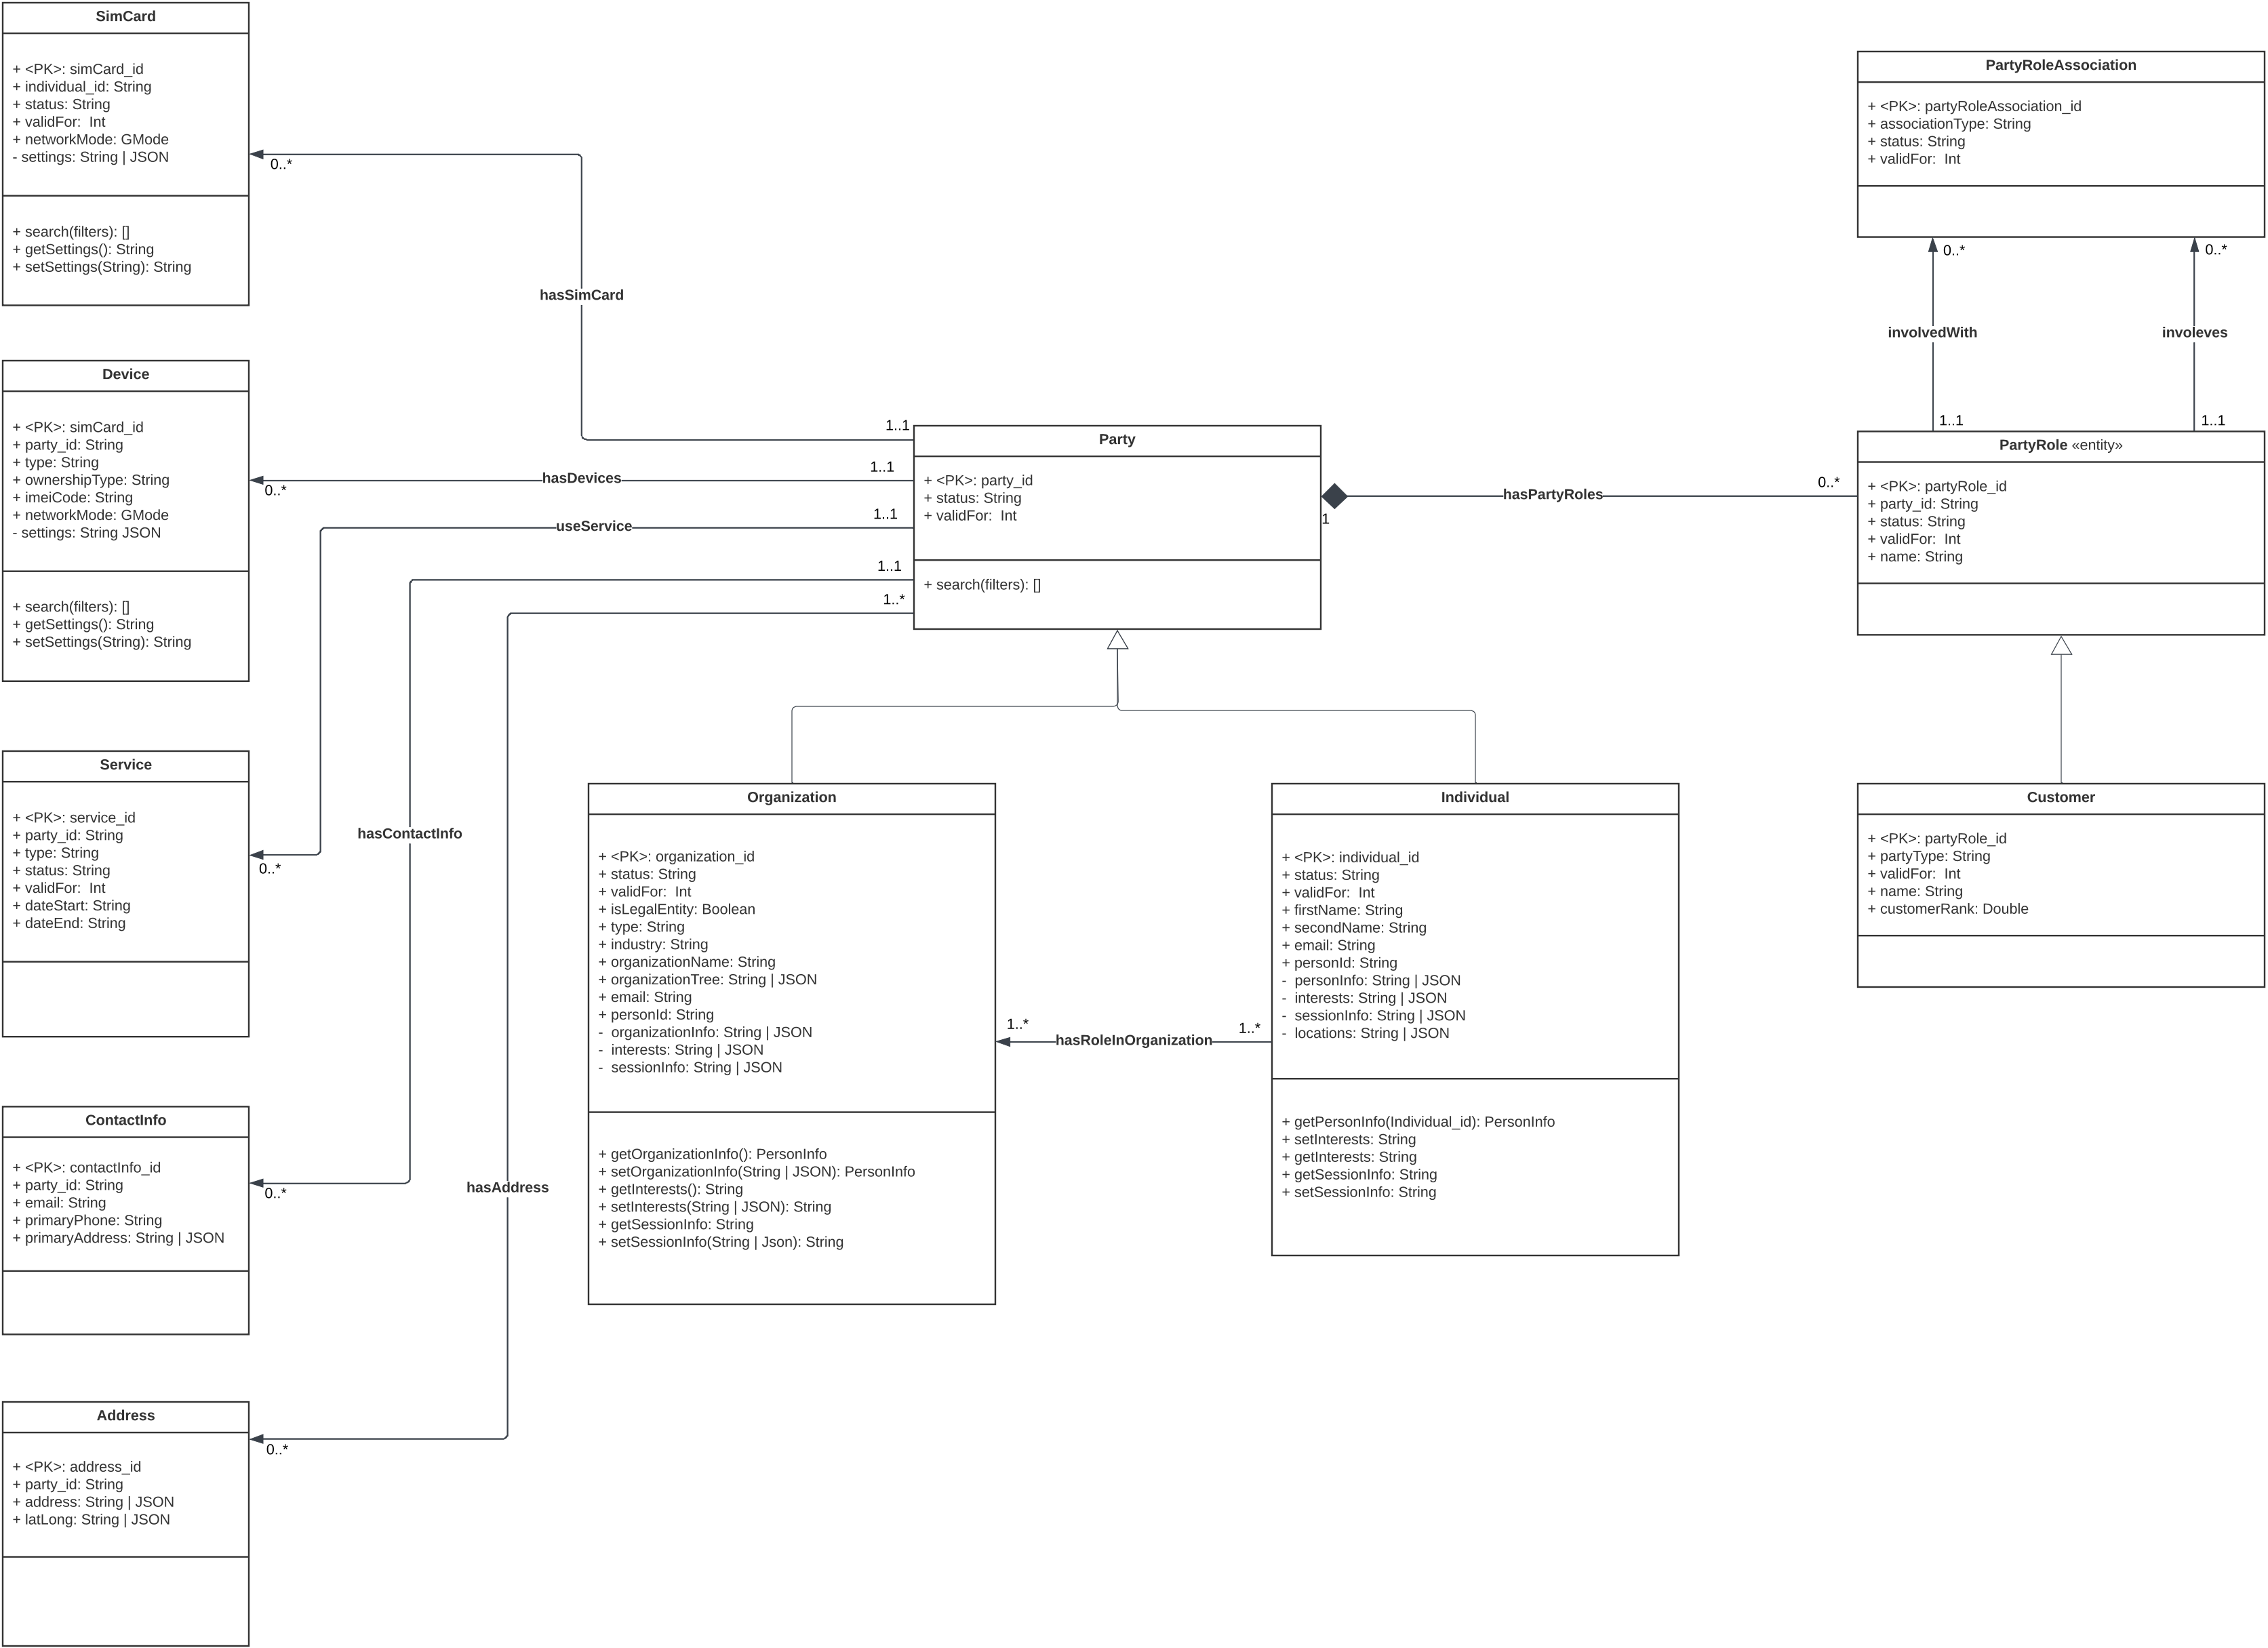 SimCard
+ <PK>: simCard_id
+ individual_id: String
+ status: String
+ validFor:  Int
+ networkMode: GMode
- settings: String | JSON
+ search(filters): []
+ getSettings(): String
+ setSettings(String): String
0..*
hasSimCard
1..1
Device
+ <PK>: simCard_id
+ party_id: String
+ type: String
+ ownershipType: String
+ imeiCode: String
+ networkMode: GMode
- settings: String JSON
+ search(filters): []
+ getSettings(): String
+ setSettings(String): String
0..*
hasDevices
1..1
Service
+ <PK>: service_id
+ party_id: String
+ type: String
+ status: String
+ validFor:  Int
+ dateStart: String
+ dateEnd: String
0..*
useService
1..1
ContactInfo
+ <PK>: contactInfo_id
+ party_id: String
+ email: String
+ primaryPhone: String
+ primaryAddress: String | JSON
0..*
hasContactInfo
1..1
Address
+ <PK>: address_id
+ party_id: String
+ address: String | JSON
+ latLong: String | JSON
0..*
hasAddress
1..*
Party
+ <PK>: party_id
+ status: String
+ validFor:  Int
+ search(filters): []
1
hasPartyRoles
0..*
Organization
+ <PK>: organization_id
+ status: String
+ validFor:  Int
+ isLegalEntity: Boolean
+ type: String
+ industry: String
+ organizationName: String
+ organizationTree: String | JSON
+ email: String
+ personId: String
-  organizationInfo: String | JSON
-  interests: String | JSON
-  sessionInfo: String | JSON
+ getOrganizationInfo(): PersonInfo
+ setOrganizationInfo(String | JSON): PersonInfo
+ getInterests(): String
+ setInterests(String | JSON): String
+ getSessionInfo: String
+ setSessionInfo(String | Json): String
1..*
hasRoleInOrganization
1..*
Individual
+ <PK>: individual_id
+ status: String
+ validFor:  Int
+ firstName: String
+ secondName: String
+ email: String
+ personId: String
-  personInfo: String | JSON
-  interests: String | JSON
-  sessionInfo: String | JSON
-  locations: String | JSON
+ getPersonInfo(Individual_id): PersonInfo
+ setInterests: String
+ getInterests: String
+ getSessionInfo: String
+ setSessionInfo: String
PartyRoleAssociation
+ <PK>: partyRoleAssociation_id
+ associationType: String
+ status: String
+ validFor:  Int
0..*
0..*
involvedWith
involeves
1..1
1..1
PartyRole «entity»
+ <PK>: partyRole_id
+ party_id: String
+ status: String
+ validFor:  Int
+ name: String
Customer
+ <PK>: partyRole_id
+ partyType: String
+ validFor:  Int
+ name: String
+ customerRank: Double